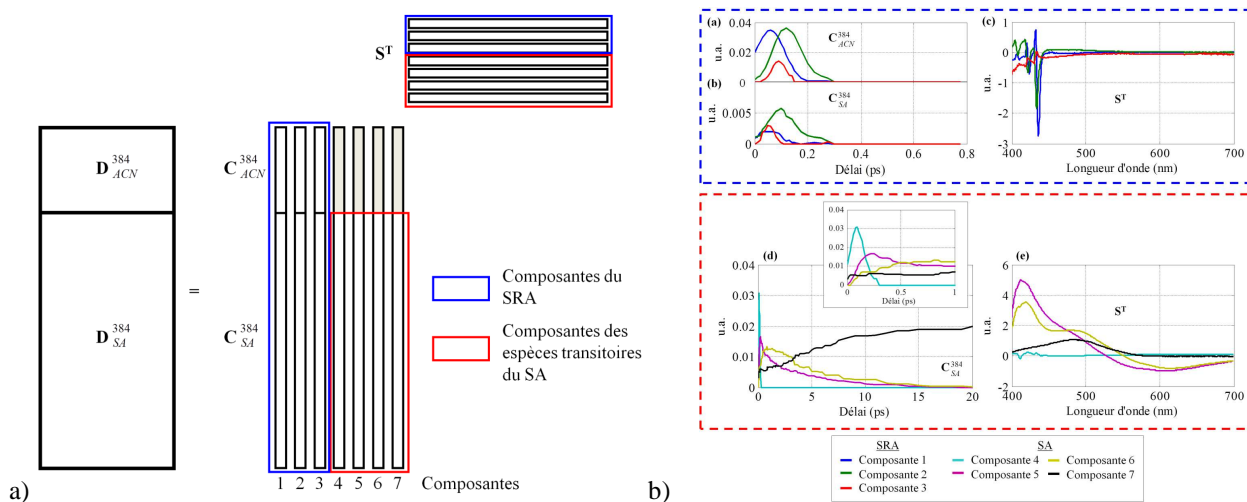 S^T
D^384_ACN
C^384_ACN
=
D^384_SA
C^384_SA
Composantes du
SRA
Composantes des
espèces transitoires
du SA
1 2 3 4 5 6 7 Composantes
a)
(a)
C^384_ACN
u.a.
0.04
0.02
0
(b)
C^384_SA
u.a.
0.005
0
0 0.2 0.4 0.6 0.8
Délai (ps)
(c)
u.a.
1
0
-1
-2
-3
S^T
400 500 600 700
Longueur d'onde (nm)
(d)
u.a.
0.04
0.03
0.02
0.01
0
0.04
0.03
0.02
0.01
0
u.a.
0 0.5 1
Délai (ps)
C^384_SA
0 5 10 15 20
Délai (ps)
(e)
u.a.
6
4
2
0
-2
S^T
400 500 600 700
Longueur d'onde (nm)
SRA SA
Composante 1 Composante 4 Composante 6
Composante 2 Composante 5 Composante 7
Composante 3
b)